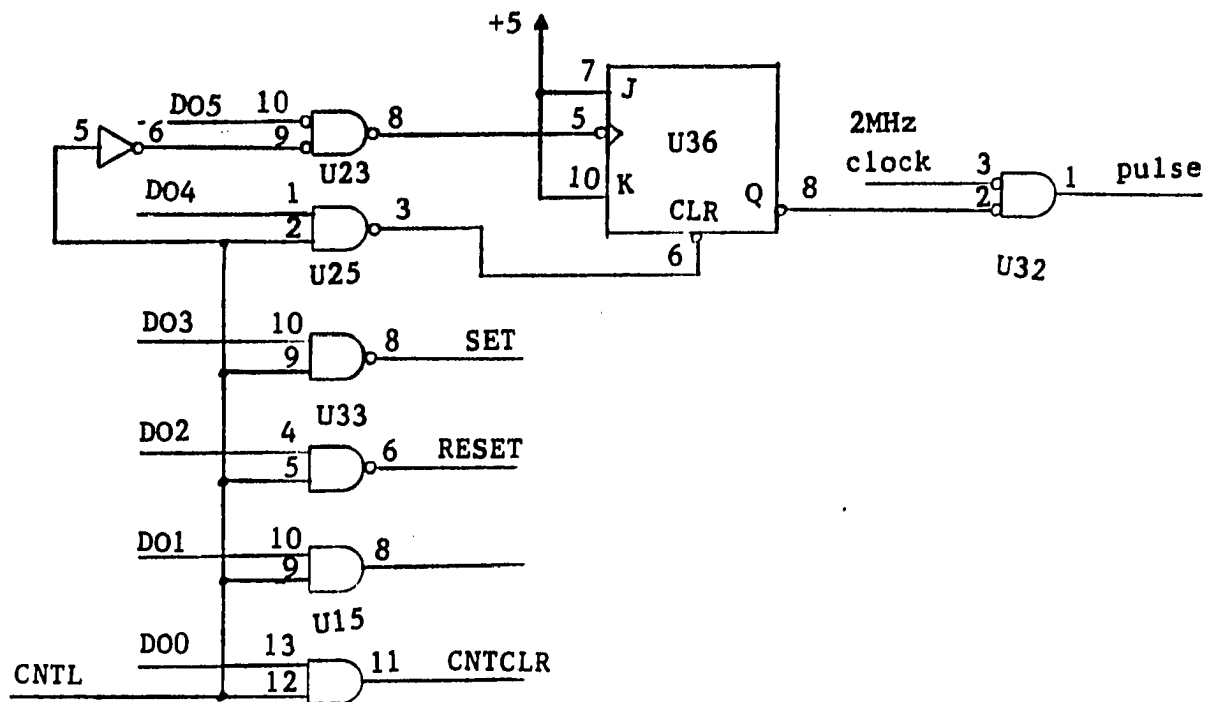 +5
7 J
DO5 10
5 6 9 8 5 U36
2MHz
clock 3
U23
10 K
Q 8 2 1 pulse
DO4 1
2 3
CLR
6
U25
U32
DO3 10
9 8 SET
U33
DO2 4
5 6 RESET
DO1 10
9 8
U15
DO0 13
12 11 CNTCLR
CNTL